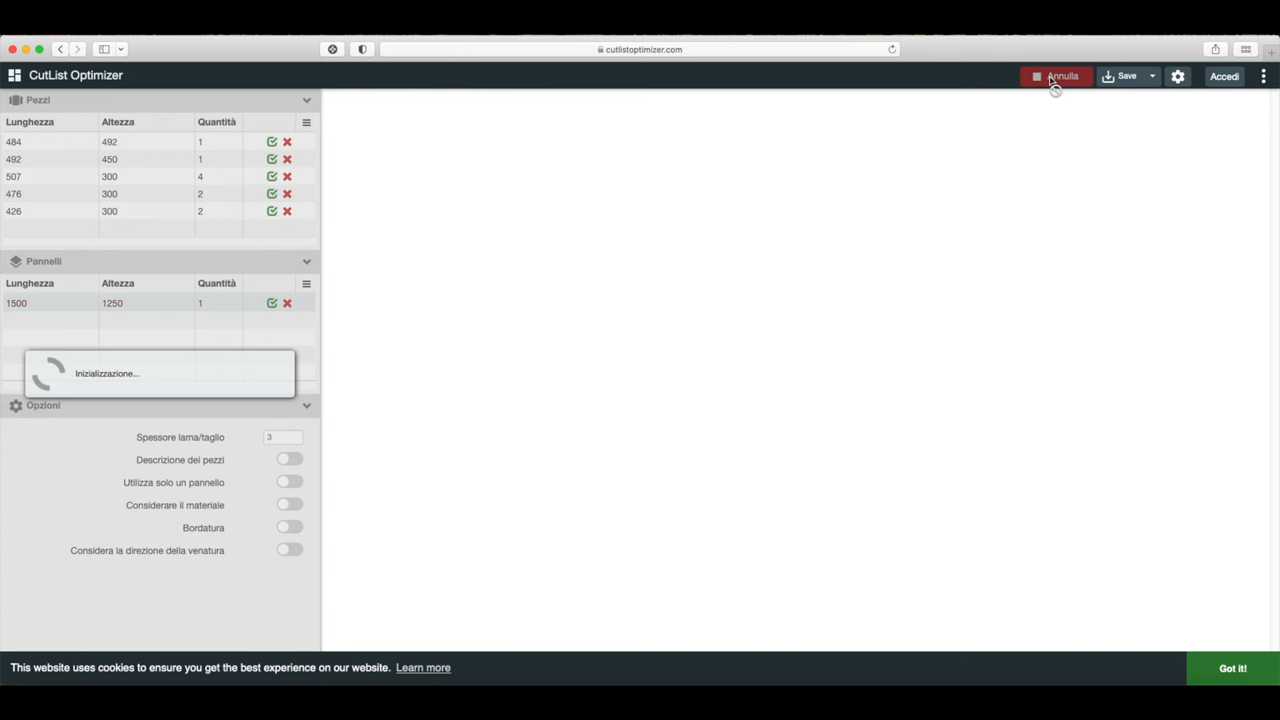 cutlistoptimizer.com
CutList Optimizer
Annulla
Save
Accedi
Pezzi
Lunghezza Altezza Quantità
484 492 1
492 450 1
507 300 4
476 300 2
426 300 2
Pannelli
Lunghezza Altezza Quantità
1500 1250 1
Inizializzazione...
Opzioni
Spessore lama/taglio 3
Descrizione dei pezzi
Utilizza solo un pannello
Considerare il materiale
Bordatura
Considera la direzione della venatura
This website uses cookies to ensure you get the best experience on our website. Learn more
Got it!